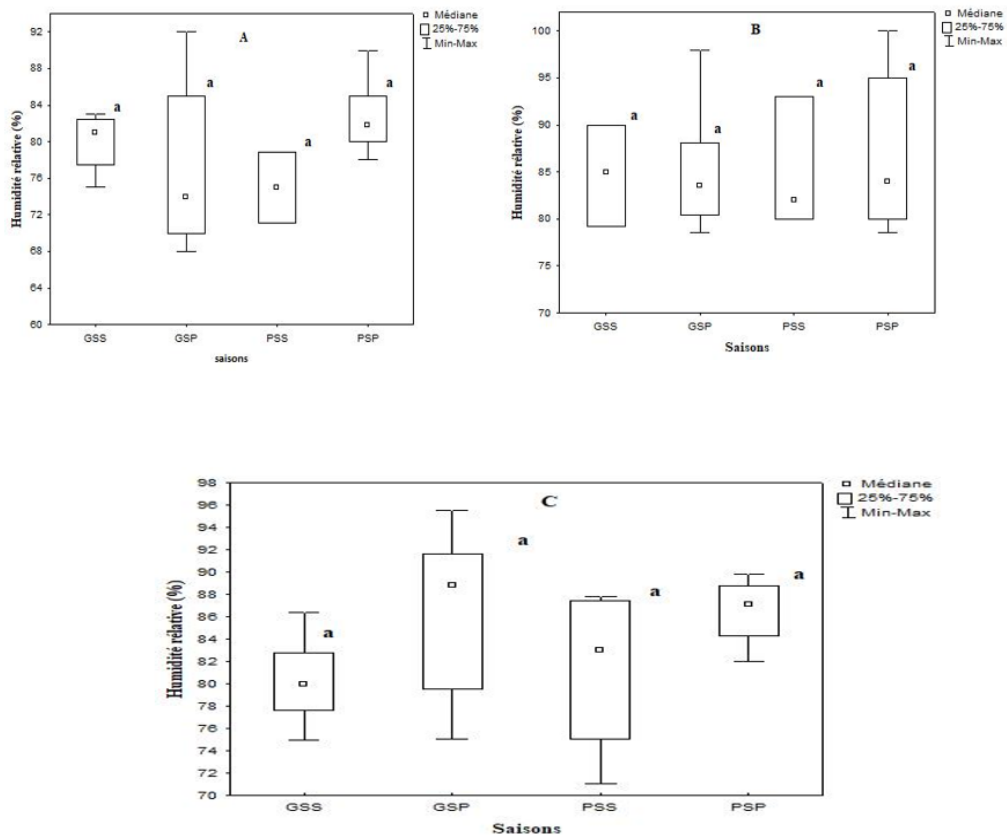 A
Médiane
25%-75%
Min-Max
Humidité rélative (%)
92
88
84
80
76
72
68
64
60
a
a
a
a
GSS
GSP
PSS
PSP
saisons
B
Médiane
25%-75%
Min-Max
Humidité rélative (%)
100
95
90
85
80
75
70
a
a
a
a
GSS
GSP
PSS
PSP
Saisons
C
Médiane
25%-75%
Min-Max
Humidité rélative (%)
98
96
94
92
90
88
86
84
82
80
78
76
74
72
70
a
a
a
a
GSS
GSP
PSS
PSP
Saisons